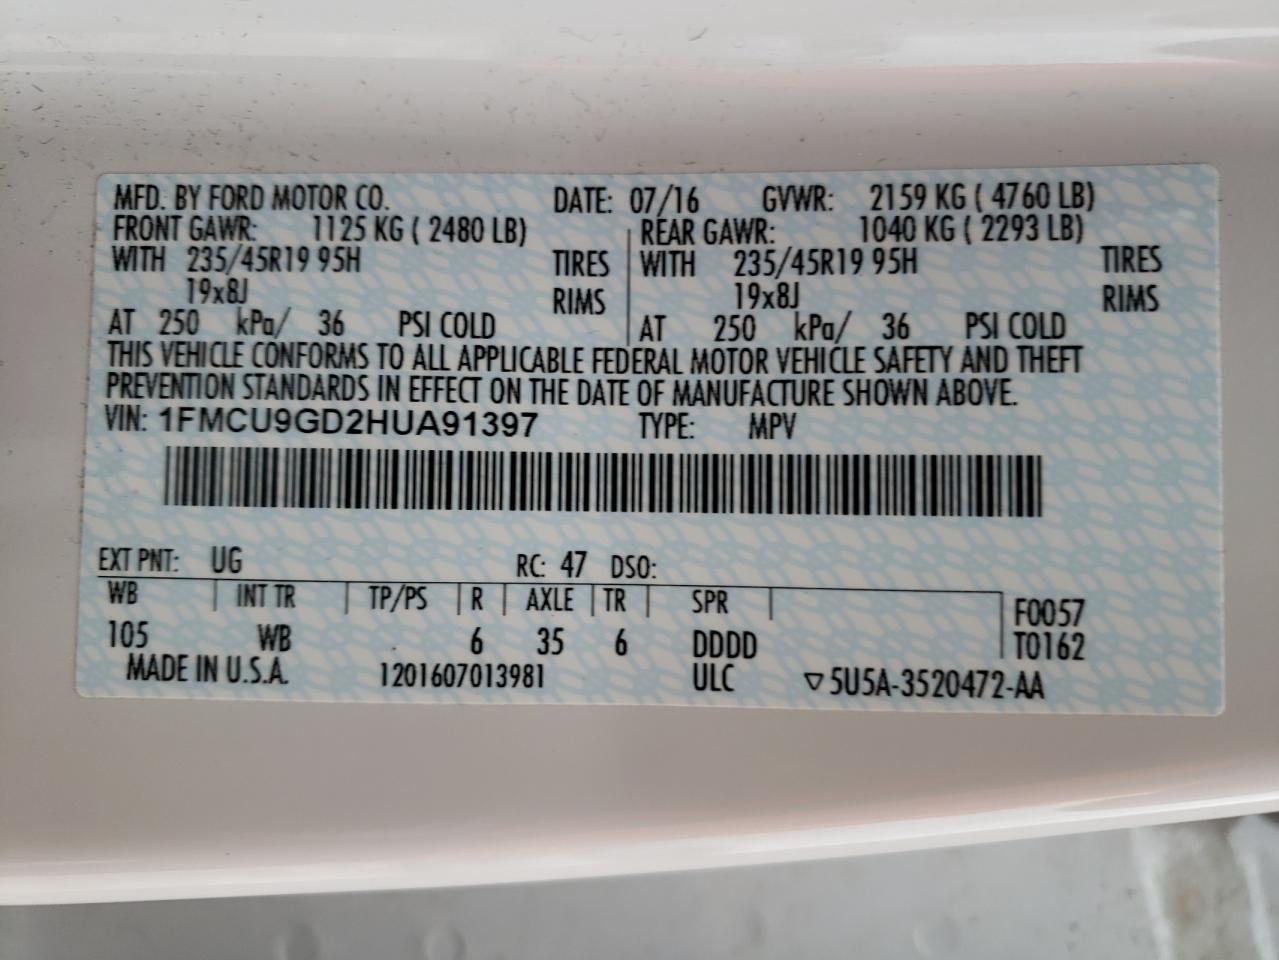 MFD. BY FORD MOTOR CO. DATE: 07/16 GVWR: 2159 KG ( 4760 LB)
FRONT GAWR: 1125 KG ( 2480 LB) REAR GAWR: 1040 KG ( 2293 LB)
WITH 235/45R19 95H TIRES WITH 235/45R19 95H TIRES
19x8J RIMS 19x8J RIMS
AT 250 kPa/ 36 PSI COLD AT 250 kPa/ 36 PSI COLD
THIS VEHICLE CONFORMS TO ALL APPLICABLE FEDERAL MOTOR VEHICLE SAFETY AND THEFT
PREVENTION STANDARDS IN EFFECT ON THE DATE OF MANUFACTURE SHOWN ABOVE.
VIN: 1FMCU9GD2HUA91397 TYPE: MPV
EXT PNT: UG RC: 47 DSO:
WB INT TR TP/PS R AXLE TR SPR F0057
105 WB 6 35 6 DDDD T0162
MADE IN U.S.A. 1201607013981 ULC ▽5U5A-3520472-AA